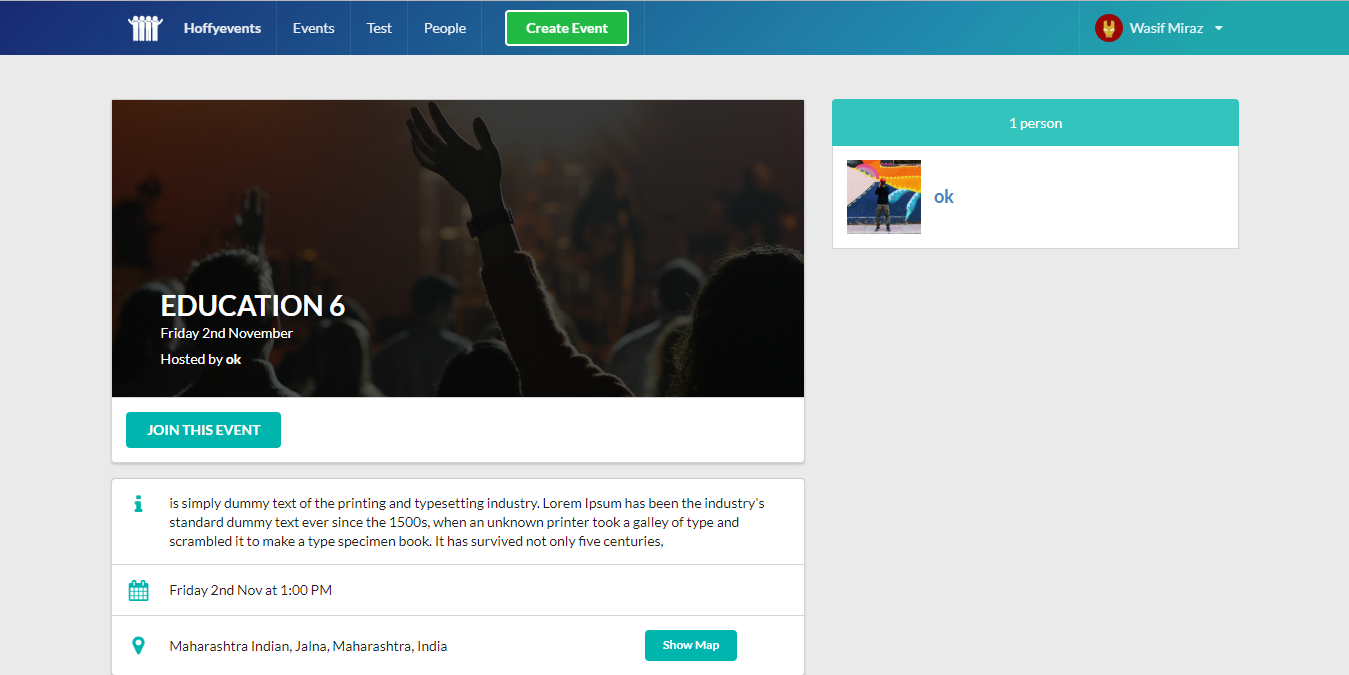 Hoffyevents
Events
Test
People
Create Event
Wasif Miraz
EDUCATION 6
Friday 2nd November
Hosted by ok
JOIN THIS EVENT
is simply dummy text of the printing and typesetting industry. Lorem Ipsum has been the industry's
standard dummy text ever since the 1500s, when an unknown printer took a galley of type and
scrambled it to make a type specimen book. It has survived not only five centuries,
Friday 2nd Nov at 1:00 PM
Maharashtra Indian, Jalna, Maharashtra, India
Show Map
1 person
ok